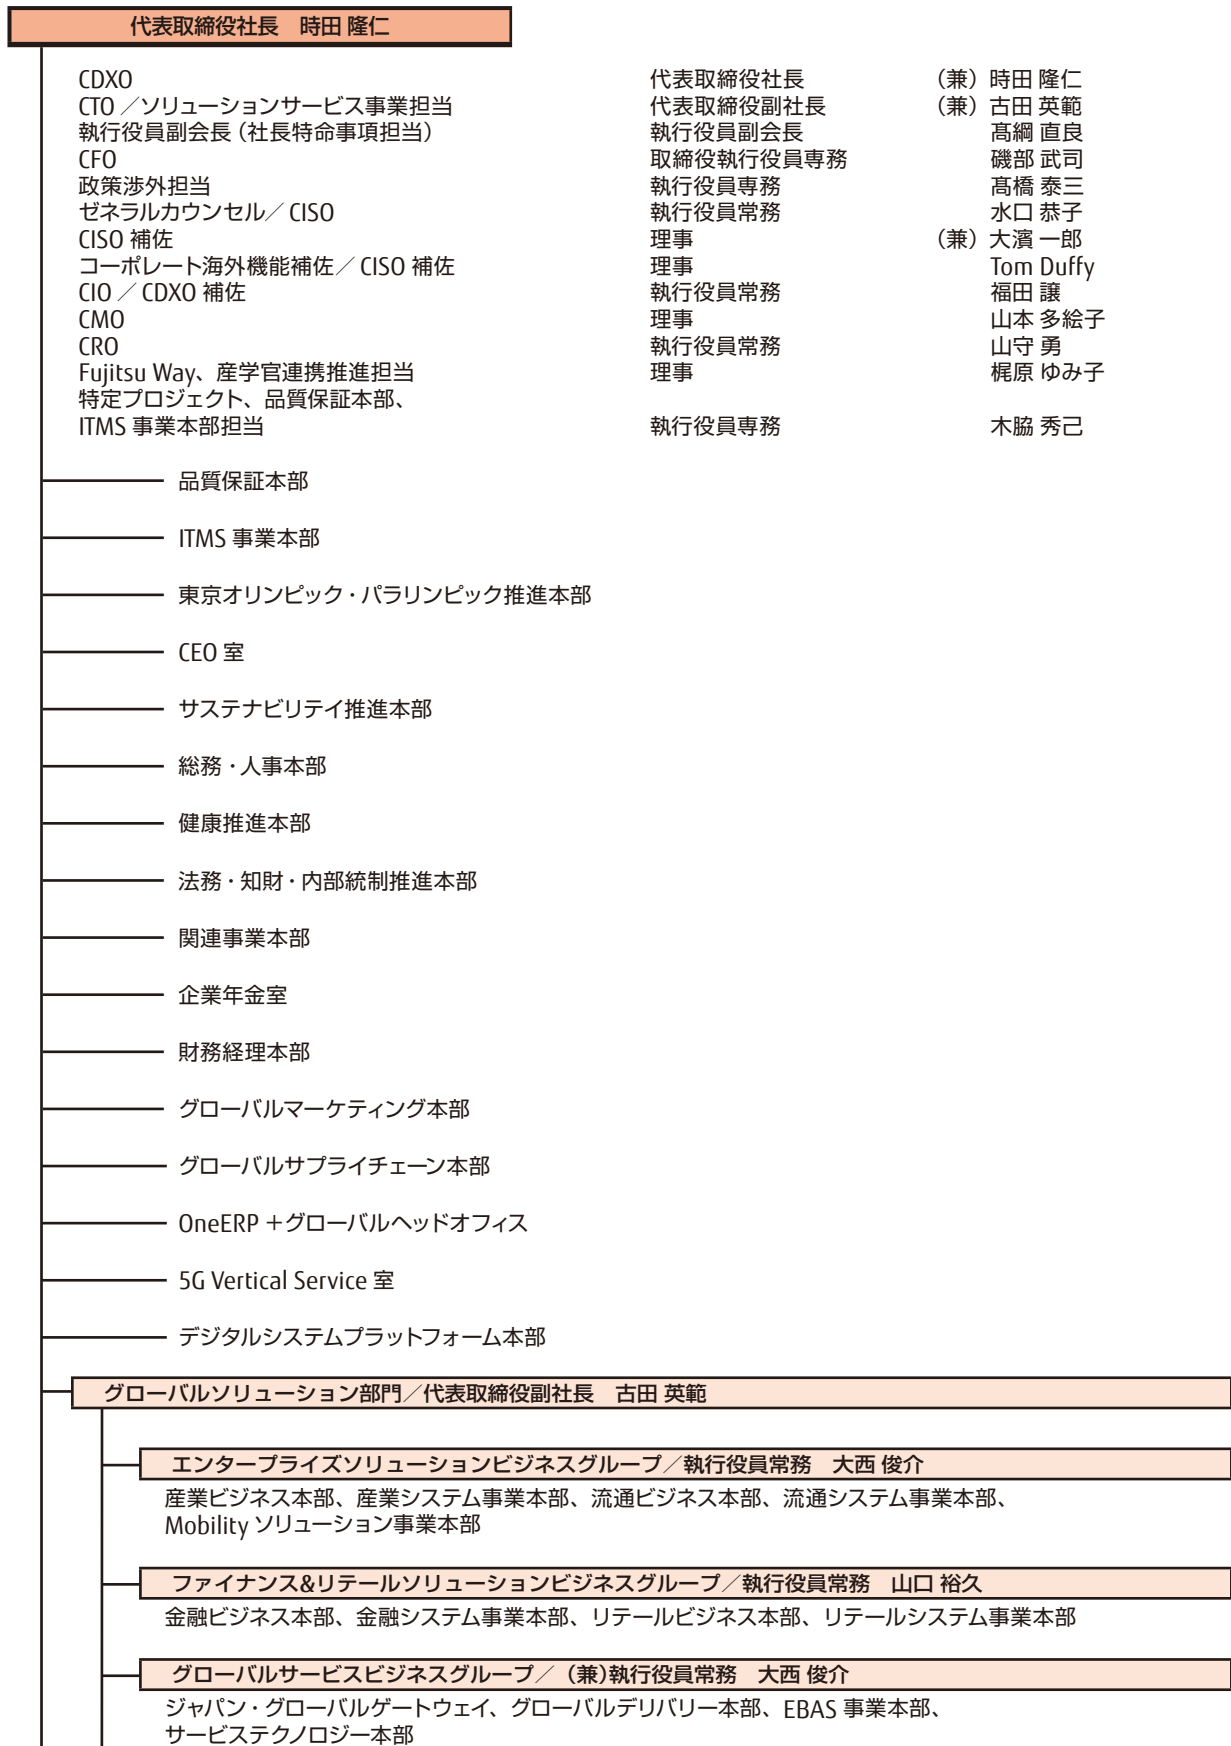 代表取締役社長　時田 隆仁
CDXO 代表取締役社長 （兼）時田 隆仁
CTO ／ソリューションサービス事業担当 代表取締役副社長 （兼）古田 英範
執行役員副会長（社長特命事項担当） 執行役員副会長 髙綱 直良
CFO 取締役執行役員専務 磯部 武司
政策渉外担当 執行役員専務 髙橋 泰三
ゼネラルカウンセル／ CISO 執行役員常務 水口 恭子
CISO 補佐 理事 （兼）大濱 一郎
コーポレート海外機能補佐／ CISO 補佐 理事 Tom Duffy
CIO ／ CDXO 補佐 執行役員常務 福田 譲
CMO 理事 山本 多絵子
CRO 執行役員常務 山守 勇
Fujitsu Way、産学官連携推進担当 理事 梶原 ゆみ子
特定プロジェクト、品質保証本部、
ITMS 事業本部担当 執行役員専務 木脇 秀己
品質保証本部
ITMS 事業本部
東京オリンピック・パラリンピック推進本部
CEO 室
サステナビリテイ推進本部
総務・人事本部
健康推進本部
法務・知財・内部統制推進本部
関連事業本部
企業年金室
財務経理本部
グローバルマーケティング本部
グローバルサプライチェーン本部
OneERP ＋グローバルヘッドオフィス
5G Vertical Service 室
デジタルシステムプラットフォーム本部
グローバルソリューション部門／代表取締役副社長　古田 英範
エンタープライズソリューションビジネスグループ／執行役員常務　大西 俊介
産業ビジネス本部、産業システム事業本部、流通ビジネス本部、流通システム事業本部、
Mobility ソリューション事業本部
ファイナンス&リテールソリューションビジネスグループ／執行役員常務　山口 裕久
金融ビジネス本部、金融システム事業本部、リテールビジネス本部、リテールシステム事業本部
グローバルサービスビジネスグループ／（兼）執行役員常務　大西 俊介
ジャパン・グローバルゲートウェイ、グローバルデリバリー本部、EBAS 事業本部、
サービステクノロジー本部